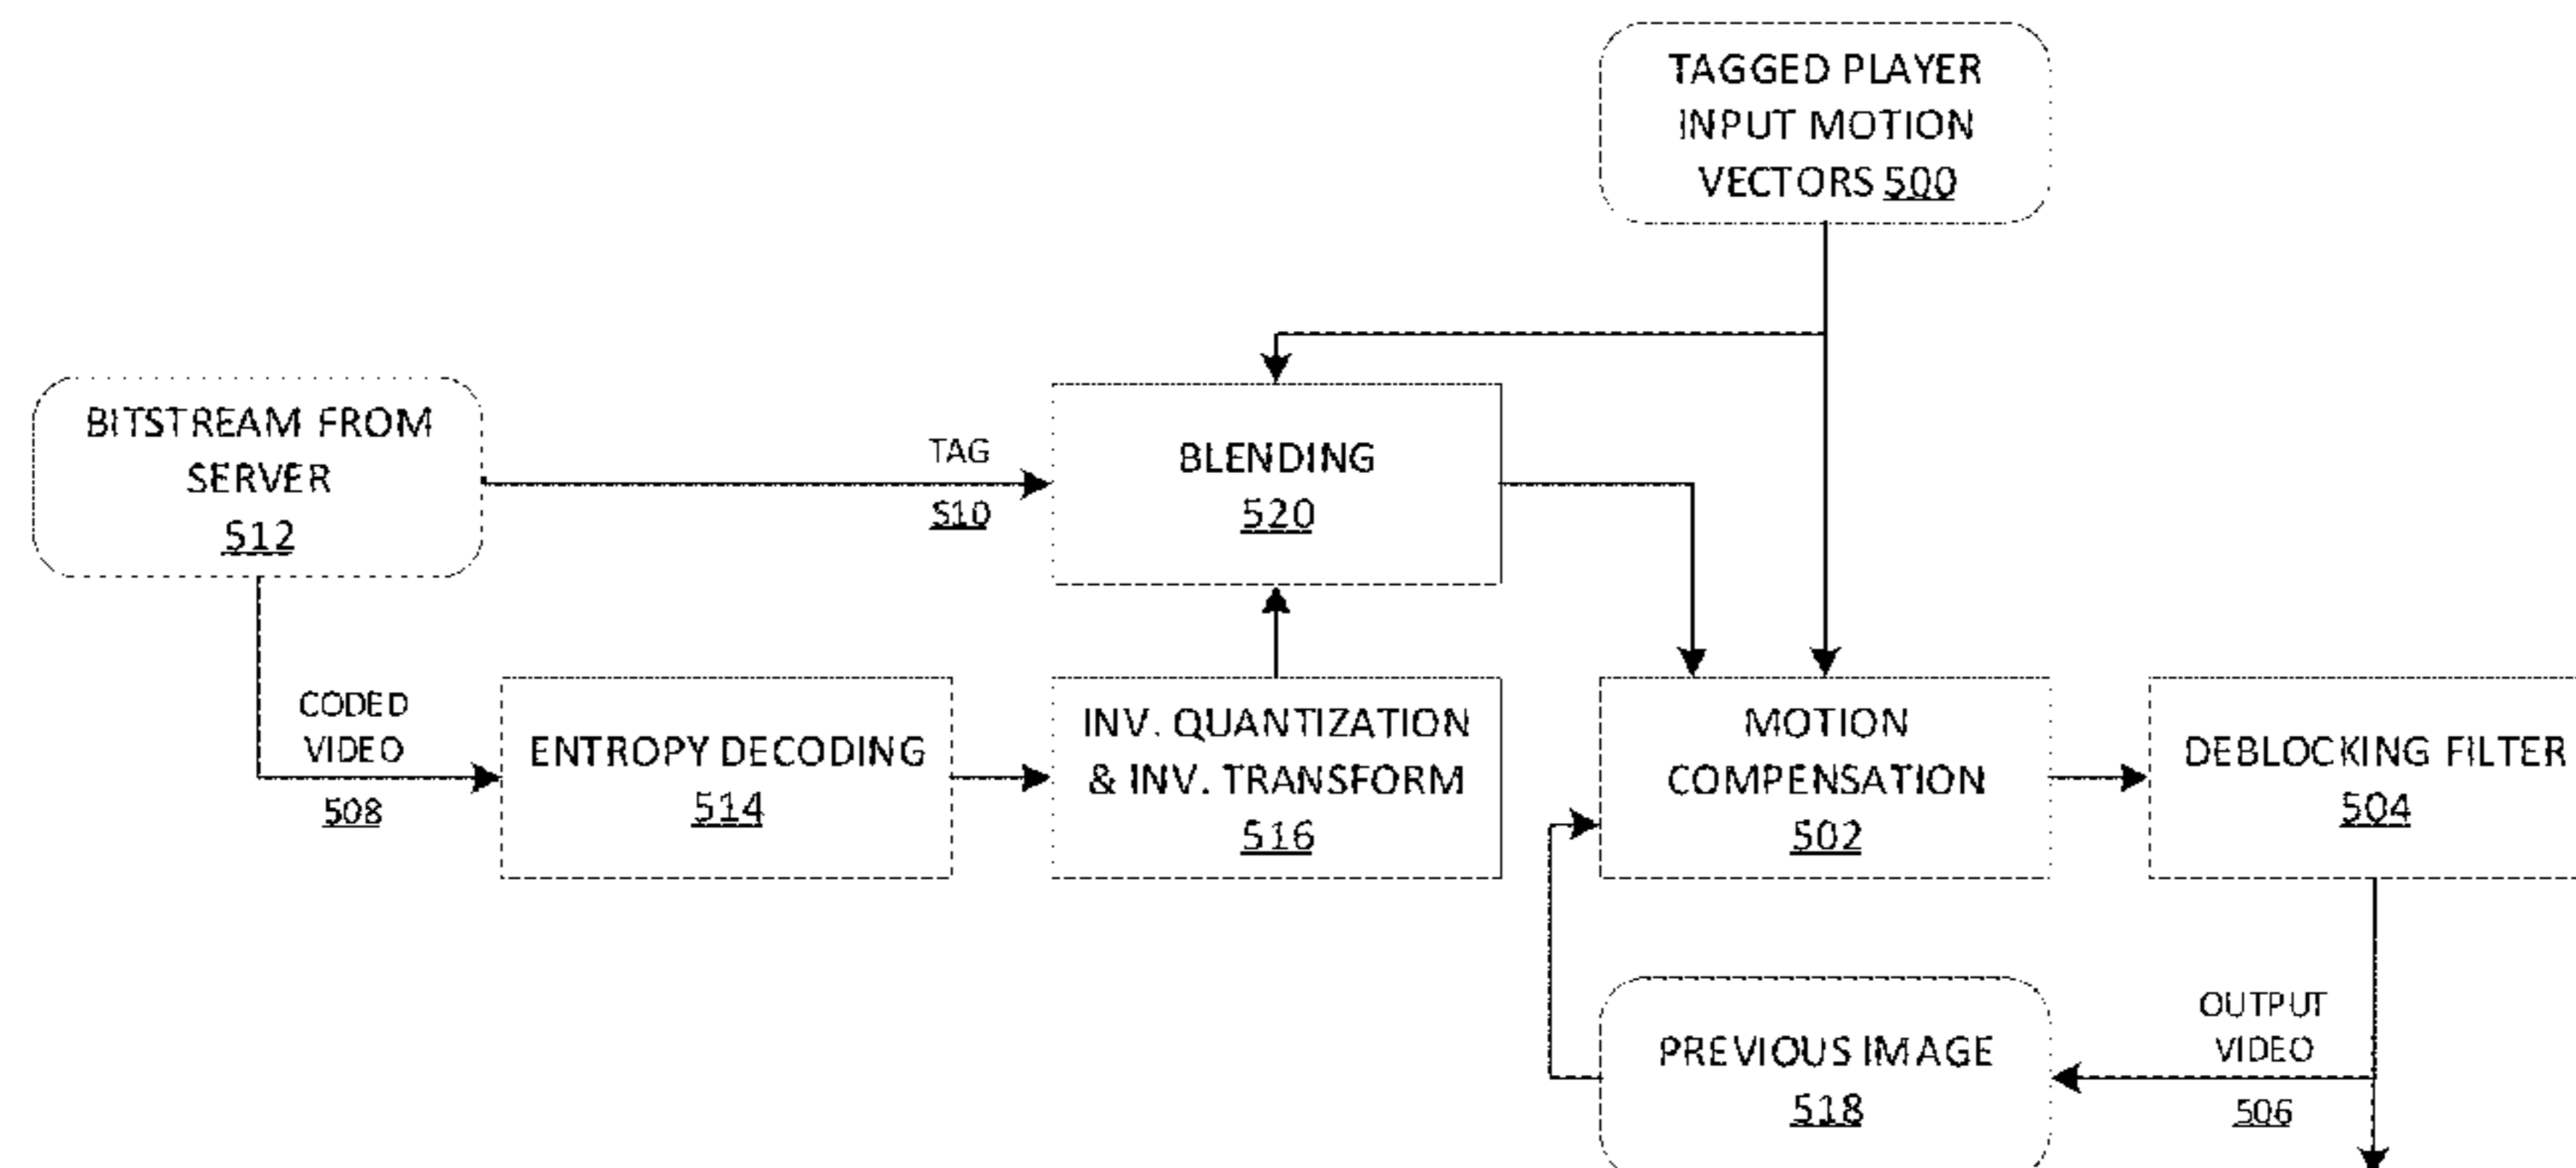 TAGGED PLAYER
INPUT MOTION
VECTORS 500
BITSTREAM FROM
SERVER
512
TAG
510
BLENDING
520
CODED
VIDEO
508
ENTROPY DECODING
514
INV. QUANTIZATION
& INV. TRANSFORM
516
MOTION
COMPENSATION
502
DEBLOCKING FILTER
504
PREVIOUS IMAGE
518
OUTPUT
VIDEO
506